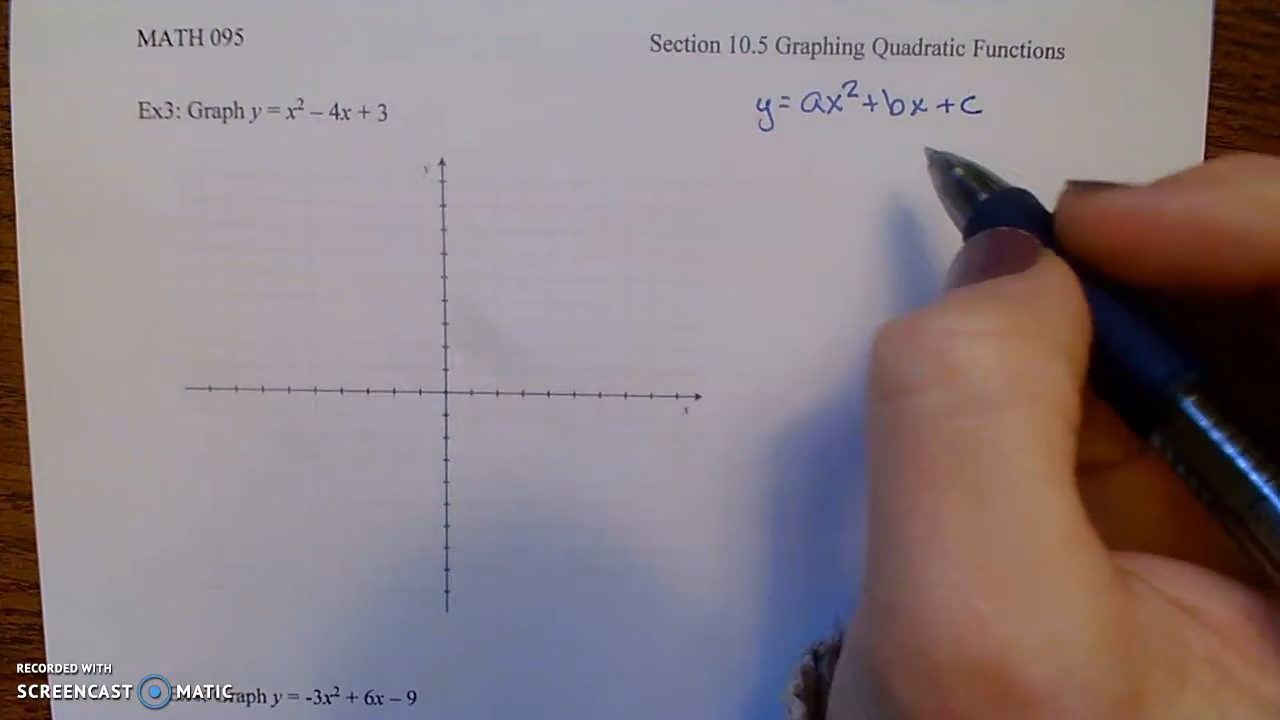 MATH 095
Section 10.5 Graphing Quadratic Functions
Ex3: Graph y = x² – 4x + 3
y = ax² + bx + c
y
x
RECORDED WITH
SCREENCAST MATIC
Graph y = -3x² + 6x – 9